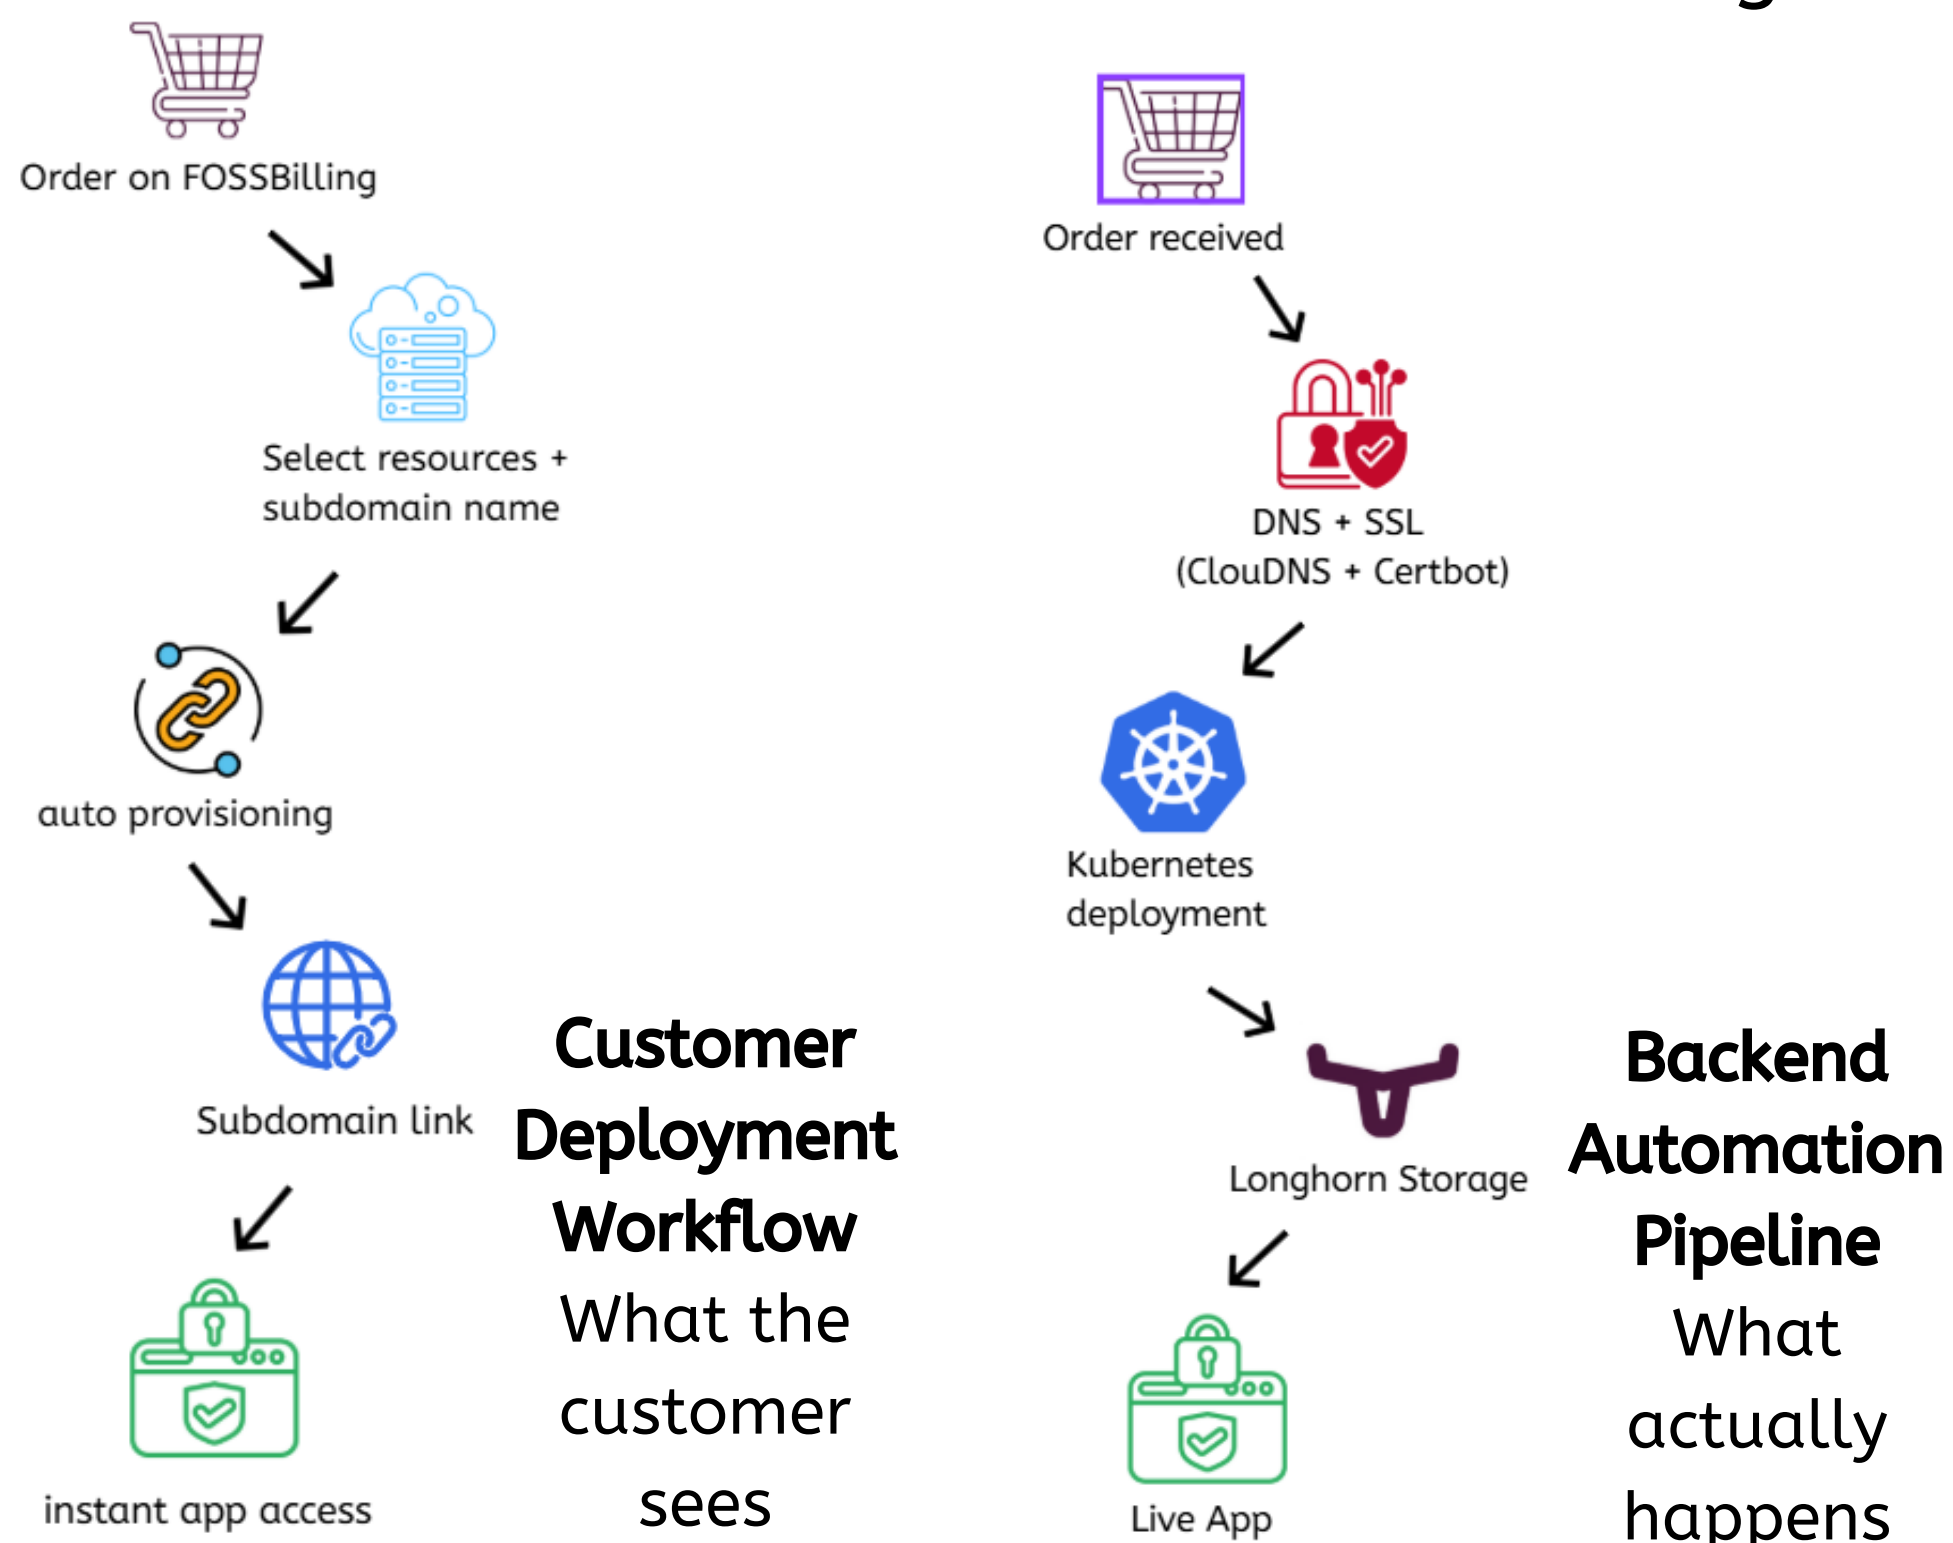 Order on FOSSBilling
Select resources +
subdomain name
auto provisioning
Subdomain link
instant app access
Customer
Deployment
Workflow
What the
customer
sees
Order received
DNS + SSL
(ClouDNS + Certbot)
Kubernetes
deployment
Longhorn Storage
Live App
Backend
Automation
Pipeline
What
actually
happens